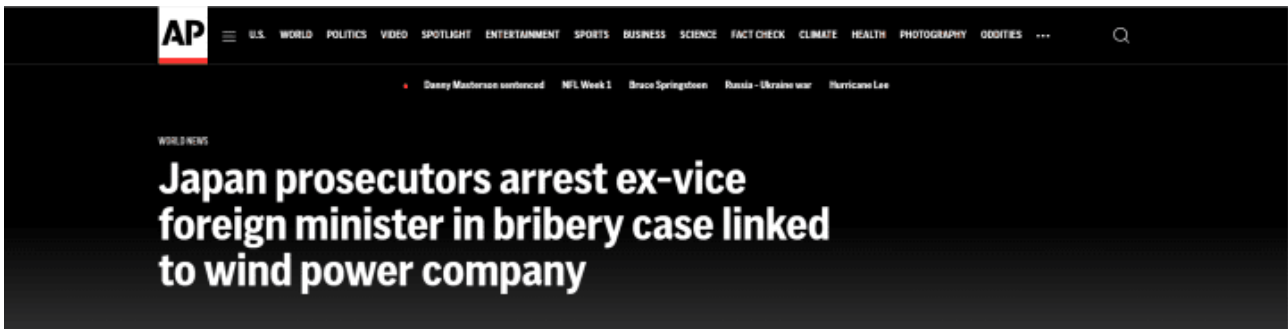 AP U.S. WORLD POLITICS VIDEO SPOTLIGHT ENTERTAINMENT SPORTS BUSINESS SCIENCE FACT CHECK CLIMATE HEALTH PHOTOGRAPHY ODDITIES ...
Danny Masterson sentenced NFL Week 1 Bruce Springsteen Russia - Ukraine war Hurricane Lee
WORLD NEWS
Japan prosecutors arrest ex-vice
foreign minister in bribery case linked
to wind power company